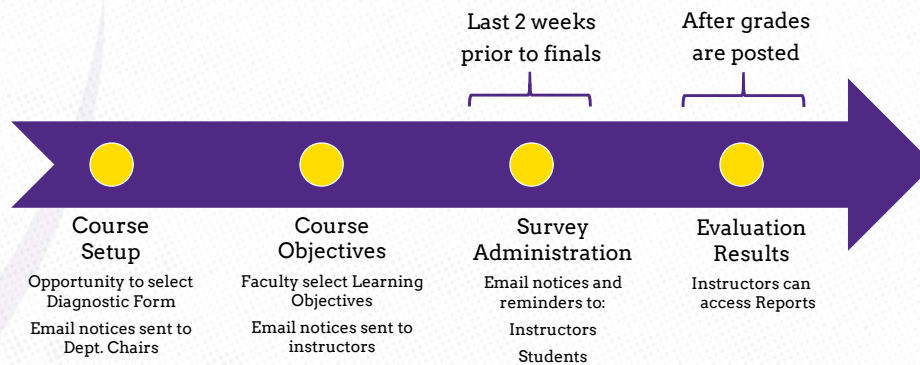 Last 2 weeks
prior to finals
After grades
are posted
Course
Setup
Opportunity to select
Diagnostic Form
Email notices sent to
Dept. Chairs
Course
Objectives
Faculty select Learning
Objectives
Email notices sent to
instructors
Survey
Administration
Email notices and
reminders to:
Instructors
Students
Evaluation
Results
Instructors can
access Reports